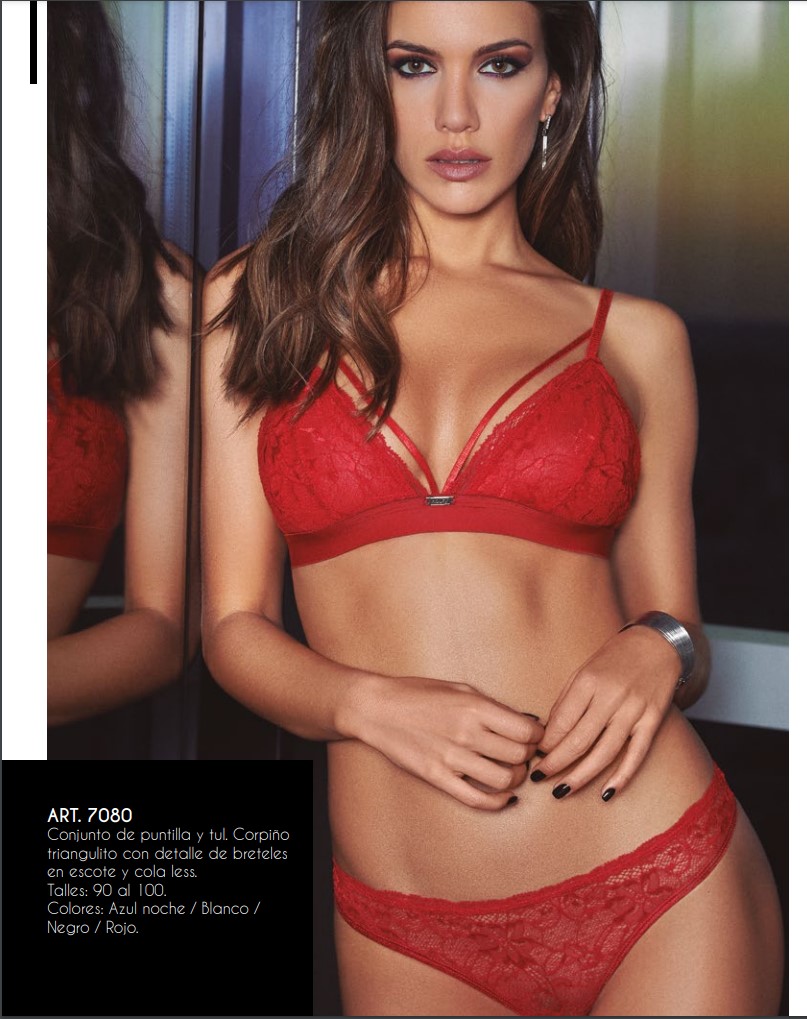 ART. 7080
Conjunto de puntilla y tul. Corpiño
triangulito con detalle de breteles
en escote y cola less.
Talles: 90 al 100.
Colores: Azul noche / Blanco /
Negro / Rojo.